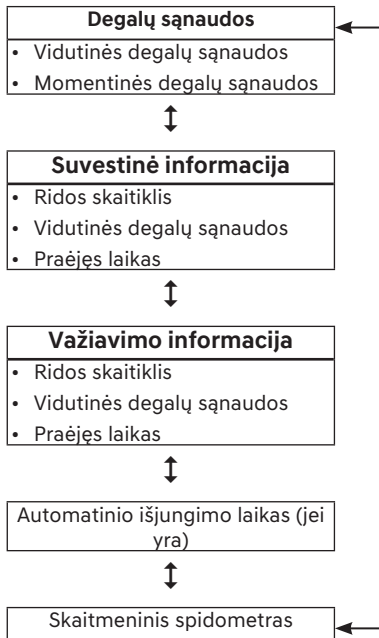 Degalų sąnaudos
• Vidutinės degalų sąnaudos
• Momentinės degalų sąnaudos
Suvestinė informacija
• Ridos skaitiklis
• Vidutinės degalų sąnaudos
• Praėjęs laikas
Važiavimo informacija
• Ridos skaitiklis
• Vidutinės degalų sąnaudos
• Praėjęs laikas
Automatinio išjungimo laikas (jei
yra)
Skaitmeninis spidometras